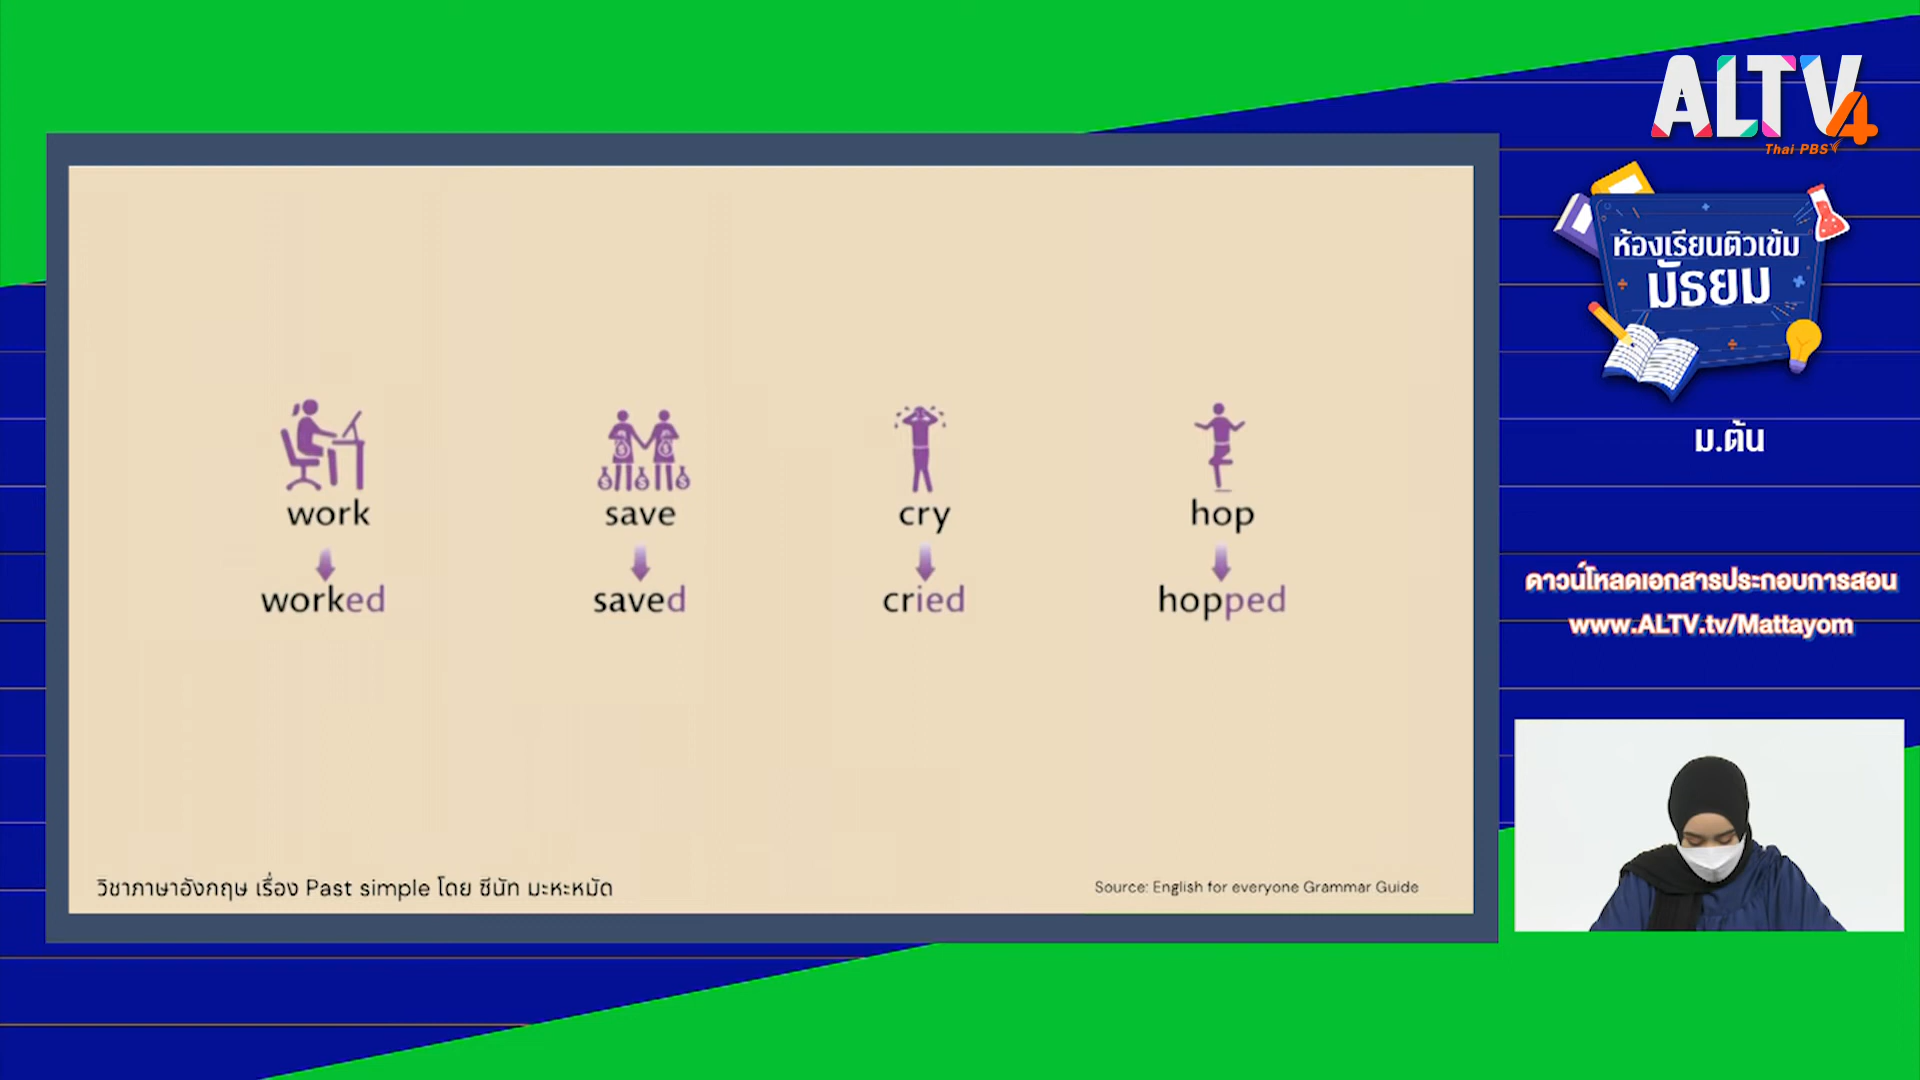 work
save
cry
hop
worked
saved
cried
hopped
วิชาภาษาอังกฤษ เรื่อง Past simple โดย ซีนัท มะหะหมัด
Source: English for everyone Grammar Guide
ALTV4
Thai PBS
ห้องเรียนติวเข้ม
มัธยม
ม.ต้น
ดาวน์โหลดเอกสารประกอบการสอน
www.ALTV.tv/Mattayom